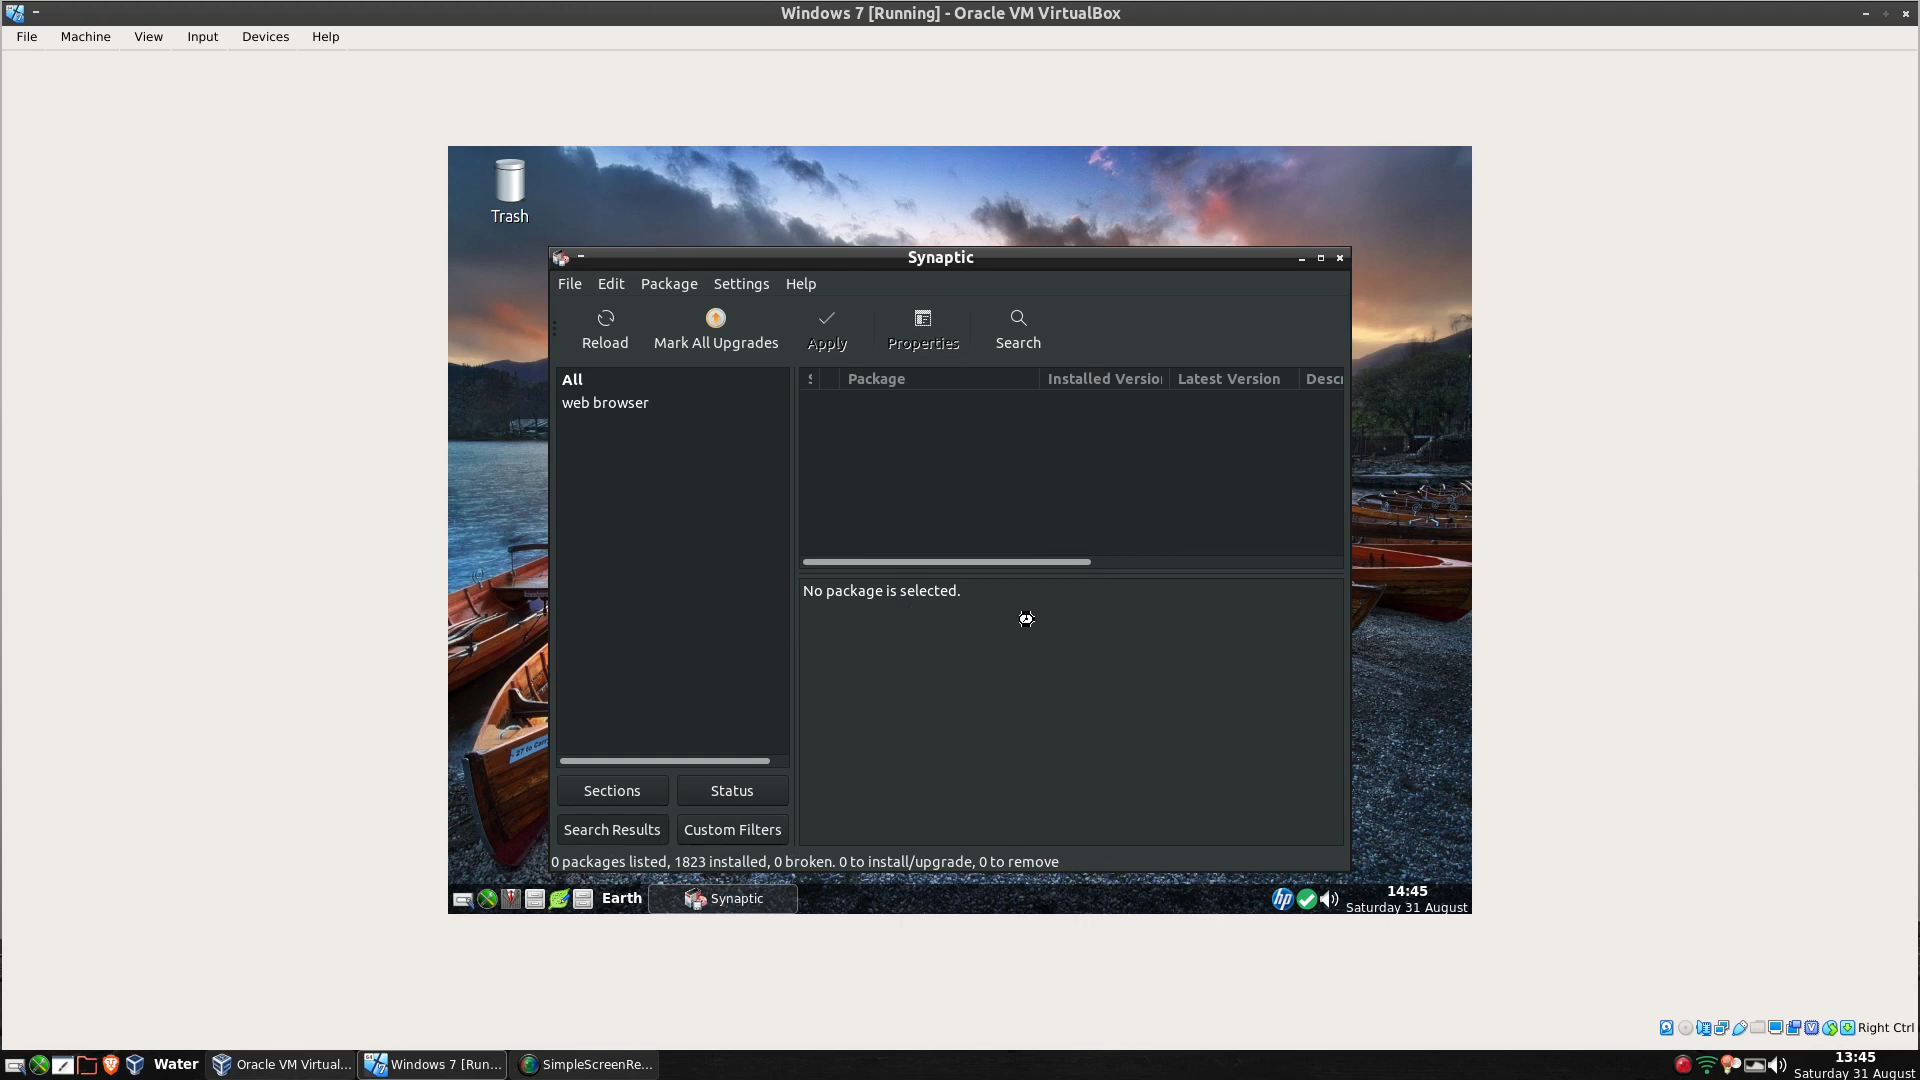 Windows 7 [Running] - Oracle VM VirtualBox
File Machine View Input Devices Help
Trash
Synaptic
File Edit Package Settings Help
Reload Mark All Upgrades Apply Properties Search
All
web browser
S Package Installed Versio Latest Version Descr
No package is selected.
Sections Status
Search Results Custom Filters
0 packages listed, 1823 installed, 0 broken. 0 to install/upgrade, 0 to remove
Earth Synaptic
hp
14:45
Saturday 31 August
Right Ctrl
Water Oracle VM Virtual... Windows 7 [Run... SimpleScreenRe...
13:45
Saturday 31 August